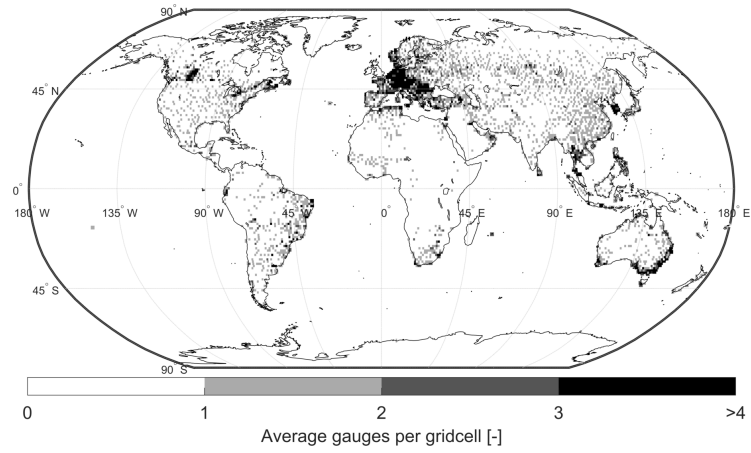 90° N
45° N
0°
180° W 135° W 90° W 45° W 0° 45° E 90° E 135° E 180° E
45° S
90° S
0 1 2 3 >4
Average gauges per gridcell [-]